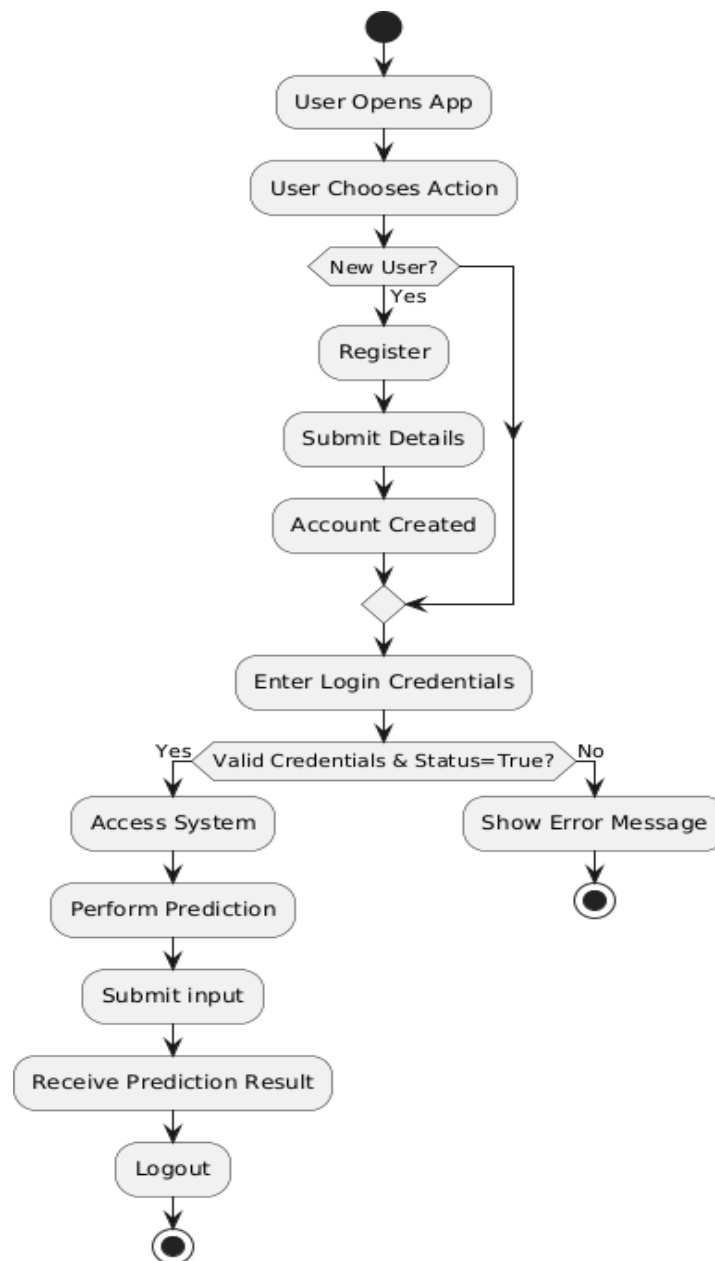 User Opens App
User Chooses Action
New User?
Yes
Register
Submit Details
Account Created
Enter Login Credentials
Yes
Valid Credentials & Status=True?
No
Access System
Show Error Message
Perform Prediction
Submit input
Receive Prediction Result
Logout